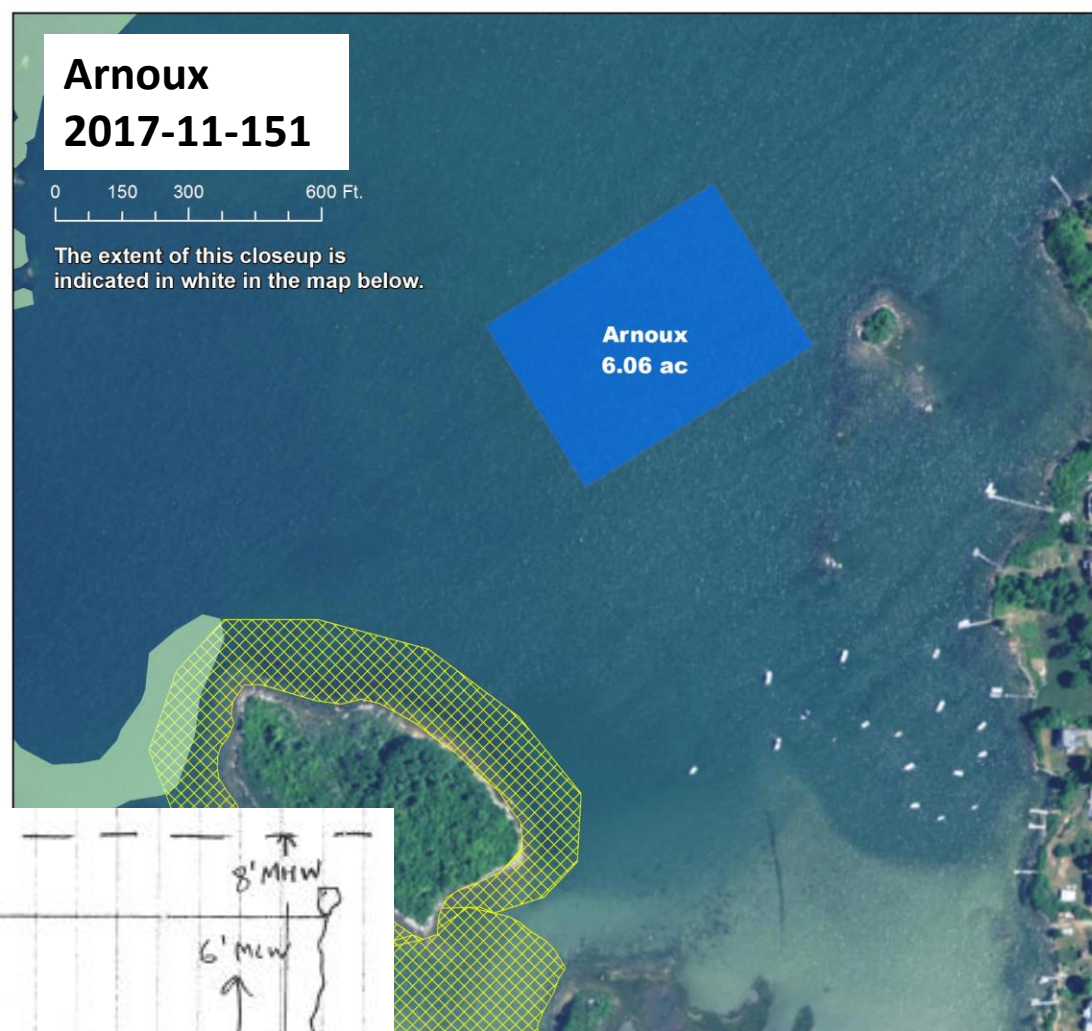 Arnoux
2017-11-151
0 150 300 600 Ft.
The extent of this closeup is
indicated in white in the map below.
Arnoux
6.06 ac
8' MHW
6' MLW